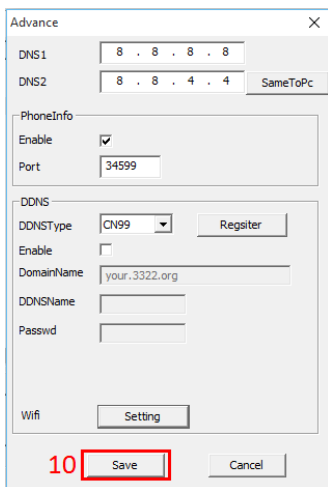 Advance
DNS1 8 . 8 . 8 . 8
DNS2 8 . 8 . 4 . 4 SameToPc
PhoneInfo
Enable
Port 34599
DDNS
DDNSType CN99 Regsiter
Enable
DomainName your.3322.org
DDNSName
Passwd
Wifi Setting
10 Save Cancel